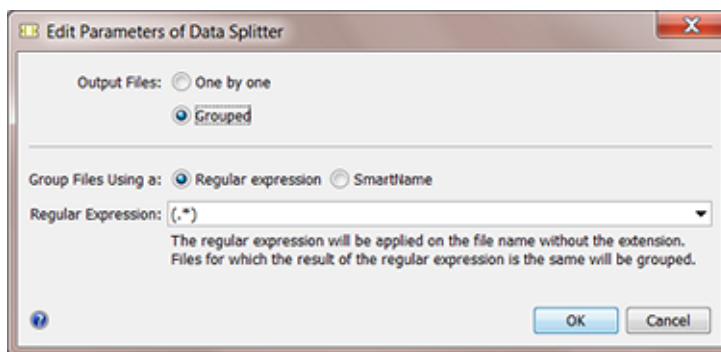 Edit Parameters of Data Splitter
Output Files: One by one
Grouped
Group Files Using a: Regular expression SmartName
Regular Expression: (.*)
The regular expression will be applied on the file name without the extension.
Files for which the result of the regular expression is the same will be grouped.
OK Cancel